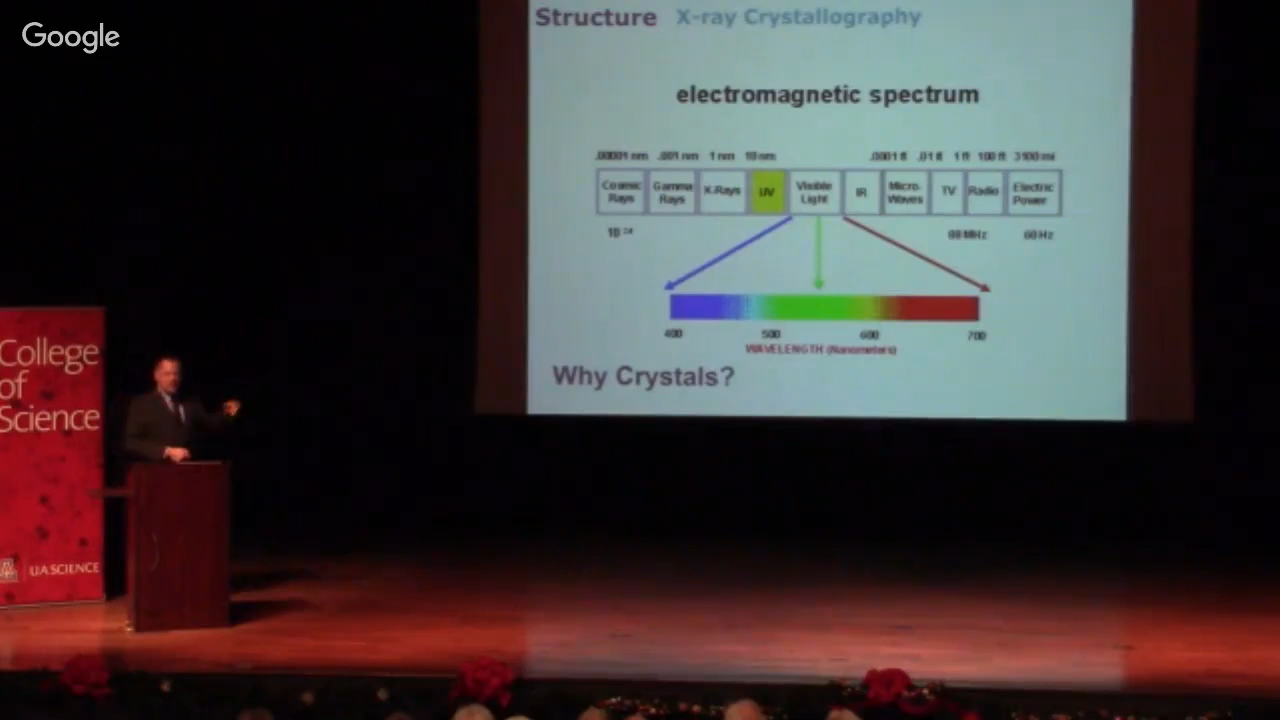 Google
Structure X-ray Crystallography
electromagnetic spectrum
.00001 nm .001 nm 1 nm 10 nm .0001 ft .01 ft 1 ft 100 ft 3100 mi
Cosmic Rays Gamma Rays X-Rays UV Visible Light IR Micro- Waves TV Radio Electric Power
88 MHz 60 Hz
400 500 600 700
WAVELENGTH (Nanometers)
Why Crystals?
College
of
Science
UA SCIENCE